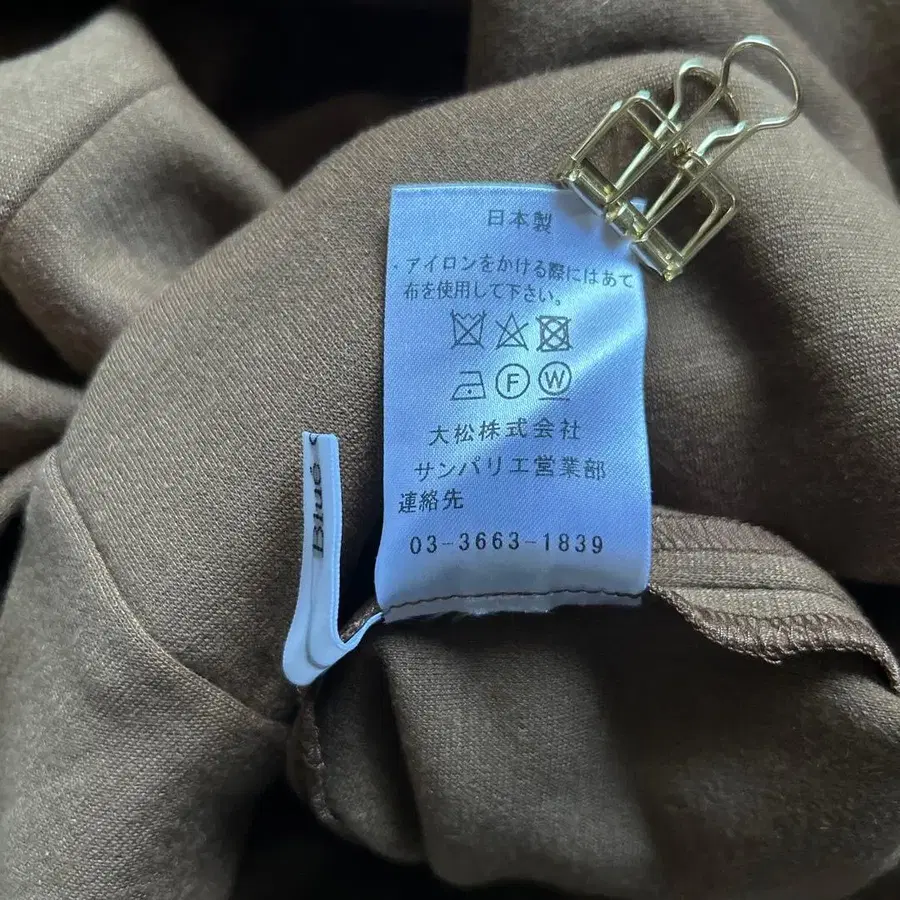 日本製
・アイロンをかける際にはあて
布を使用して下さい。
F W
大松株式会社
サンパリエ営業部
連絡先
03-3663-1839
Blue